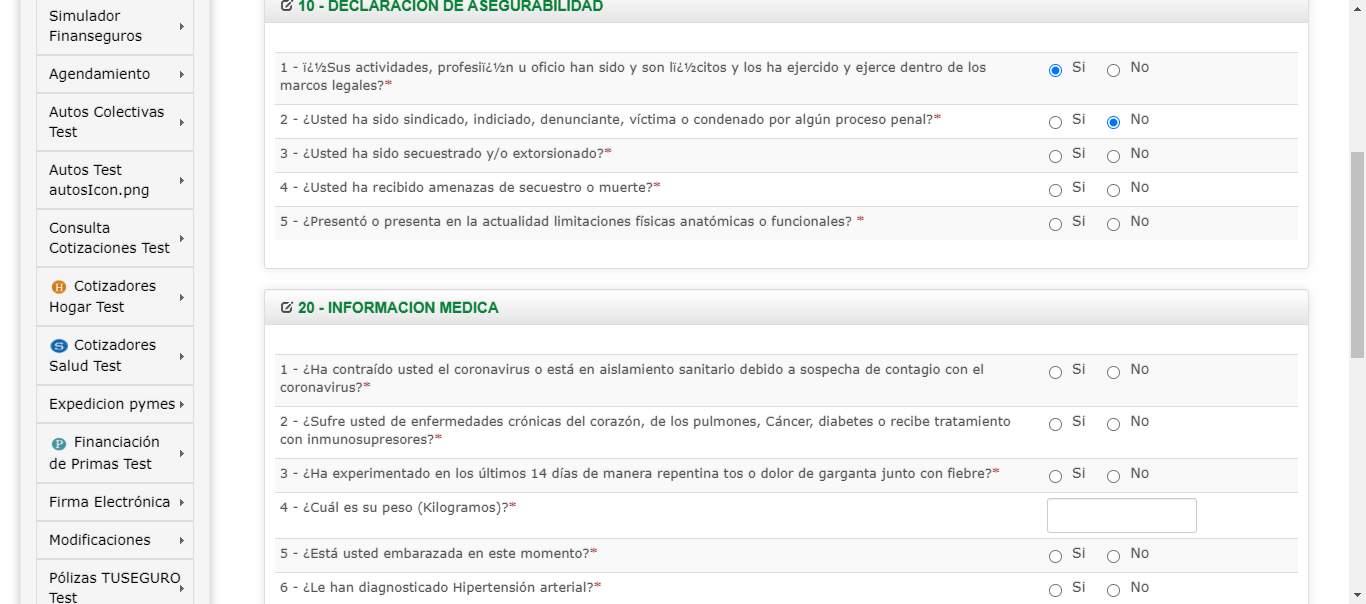 Simulador
Finanseguros
Agendamiento
Autos Colectivas
Test
Autos Test
autosIcon.png
Consulta
Cotizaciones Test
H Cotizadores
Hogar Test
S Cotizadores
Salud Test
Expedicion pymes
P Financiación
de Primas Test
Firma Electrónica
Modificaciones
Pólizas TUSEGURO
Test
10 - DECLARACION DE ASEGURABILIDAD
1 - ï¿½Sus actividades, profesiï¿½n u oficio han sido y son lï¿½citos y los ha ejercido y ejerce dentro de los
marcos legales?*
Si No
2 - ¿Usted ha sido sindicado, indiciado, denunciante, víctima o condenado por algún proceso penal?* Si No
3 - ¿Usted ha sido secuestrado y/o extorsionado?* Si No
4 - ¿Usted ha recibido amenazas de secuestro o muerte?* Si No
5 - ¿Presentó o presenta en la actualidad limitaciones físicas anatómicas o funcionales? * Si No
20 - INFORMACION MEDICA
1 - ¿Ha contraído usted el coronavirus o está en aislamiento sanitario debido a sospecha de contagio con el
coronavirus?*
Si No
2 - ¿Sufre usted de enfermedades crónicas del corazón, de los pulmones, Cáncer, diabetes o recibe tratamiento
con inmunosupresores?*
Si No
3 - ¿Ha experimentado en los últimos 14 días de manera repentina tos o dolor de garganta junto con fiebre?* Si No
4 - ¿Cuál es su peso (Kilogramos)?*
5 - ¿Está usted embarazada en este momento?* Si No
6 - ¿Le han diagnosticado Hipertensión arterial?* Si No